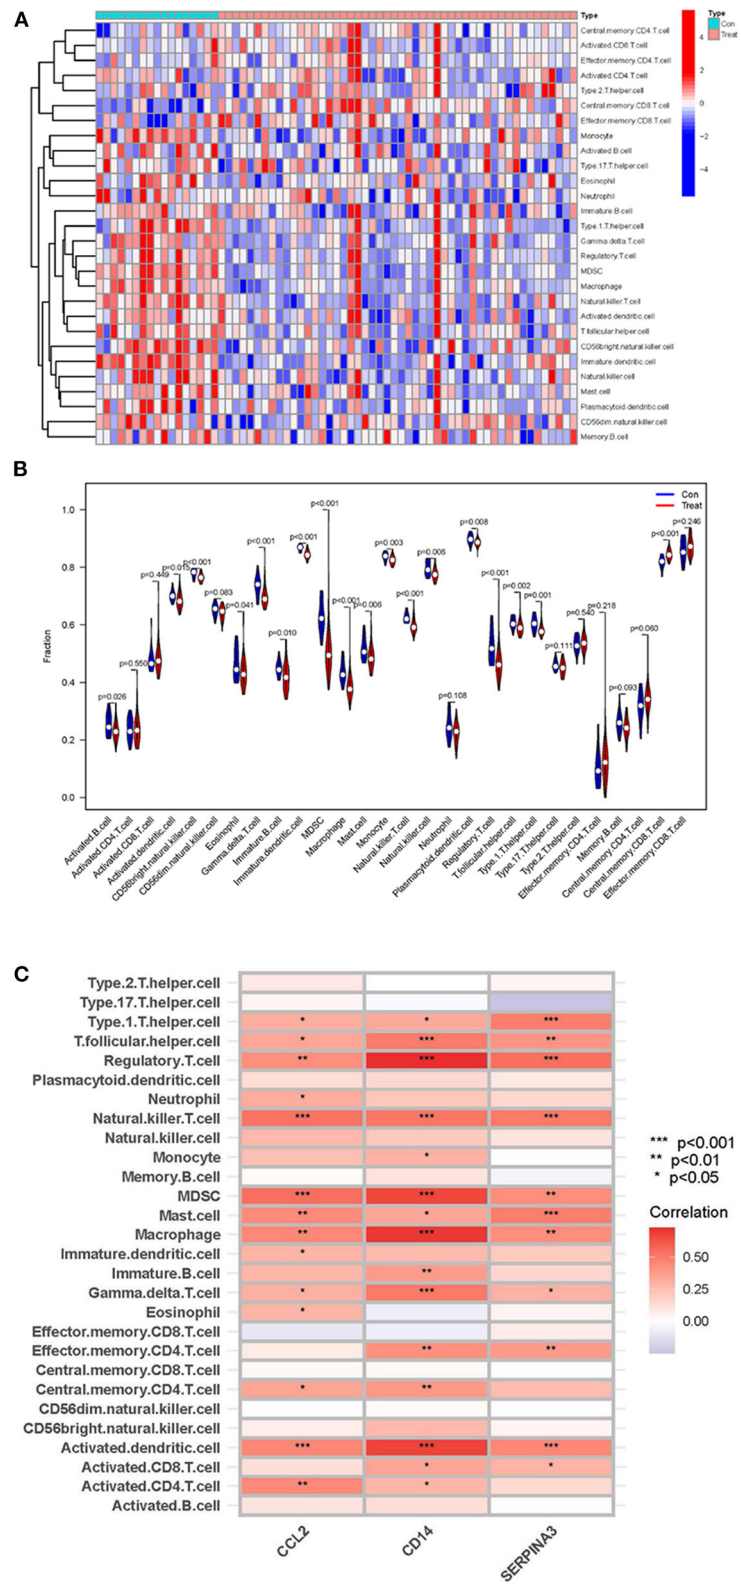 A
Type
Central.memory.CD4.T.cell
Activated.CD8.T.cell
Effector.memory.CD4.T.cell
Activated.CD4.T.cell
Type.2.T.helper.cell
Central.memory.CD8.T.cell
Effector.memory.CD8.T.cell
Monocyte
Activated.B.cell
Type.17.T.helper.cell
Eosinophil
Neutrophil
Immature.B.cell
Type.1.T.helper.cell
Gamma.delta.T.cell
Regulatory.T.cell
MDSC
Macrophage
Natural.killer.T.cell
Activated.dendritic.cell
T.follicular.helper.cell
CD56bright.natural.killer.cell
Immature.dendritic.cell
Natural.killer.cell
Mast.cell
Plasmacytoid.dendritic.cell
CD56dim.natural.killer.cell
Memory.B.cell
4
2
0
−2
−4
Type
Con
Treat
B
Fraction
1.0
0.8
0.6
0.4
0.2
0.0
Con
Treat
p=0.026
p=0.550
p=0.449
p=0.015
p<0.001
p=0.083
p=0.041
p<0.001
p=0.010
p<0.001
p<0.001
p<0.001
p=0.006
p=0.003
p<0.001
p=0.006
p=0.108
p=0.008
p<0.001
p=0.002
p<0.001
p=0.111
p=0.540
p=0.218
p=0.093
p=0.060
p<0.001
p=0.246
Activated.B.cell
Activated.CD4.T.cell
Activated.CD8.T.cell
Activated.dendritic.cell
CD56bright.natural.killer.cell
CD56dim.natural.killer.cell
Eosinophil
Gamma.delta.T.cell
Immature.B.cell
Immature.dendritic.cell
MDSC
Macrophage
Mast.cell
Monocyte
Natural.killer.T.cell
Natural.killer.cell
Neutrophil
Plasmacytoid.dendritic.cell
Regulatory.T.cell
T.follicular.helper.cell
Type.1.T.helper.cell
Type.17.T.helper.cell
Type.2.T.helper.cell
Effector.memory.CD4.T.cell
Memory.B.cell
Central.memory.CD4.T.cell
Central.memory.CD8.T.cell
Effector.memory.CD8.T.cell
C
Type.2.T.helper.cell
Type.17.T.helper.cell
Type.1.T.helper.cell * * ***
T.follicular.helper.cell * *** **
Regulatory.T.cell ** *** ***
Plasmacytoid.dendritic.cell
Neutrophil *
Natural.killer.T.cell *** *** ***
Natural.killer.cell
Monocyte *
Memory.B.cell
MDSC *** *** **
Mast.cell ** * ***
Macrophage ** *** **
Immature.dendritic.cell *
Immature.B.cell **
Gamma.delta.T.cell * *** *
Eosinophil *
Effector.memory.CD8.T.cell
Effector.memory.CD4.T.cell ** **
Central.memory.CD8.T.cell
Central.memory.CD4.T.cell * **
CD56dim.natural.killer.cell
CD56bright.natural.killer.cell
Activated.dendritic.cell *** *** ***
Activated.CD8.T.cell * *
Activated.CD4.T.cell ** *
Activated.B.cell
CCL2
CD14
SERPINA3
*** p<0.001
** p<0.01
* p<0.05
Correlation
0.50
0.25
0.00